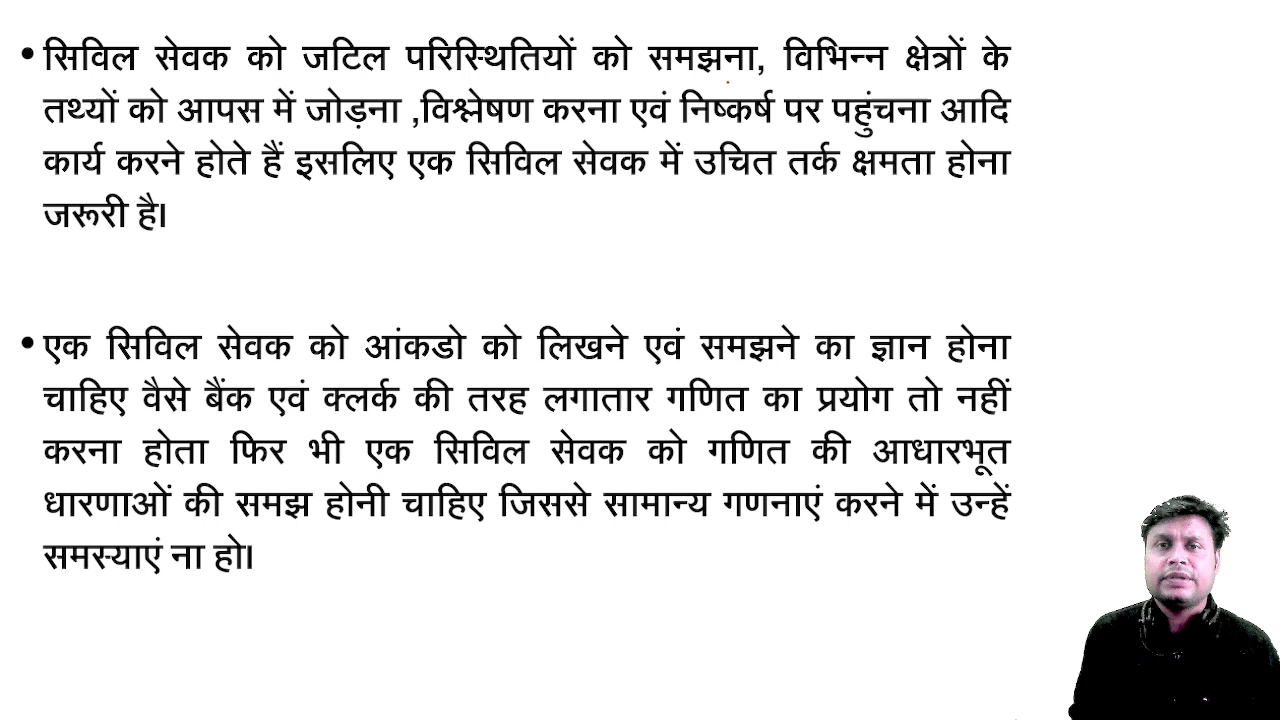 • सिविल सेवक को जटिल परिस्थितियों को समझना, विभिन्न क्षेत्रों के
तथ्यों को आपस में जोड़ना ,विश्लेषण करना एवं निष्कर्ष पर पहुंचना आदि
कार्य करने होते हैं इसलिए एक सिविल सेवक में उचित तर्क क्षमता होना
जरूरी है।
• एक सिविल सेवक को आंकडो को लिखने एवं समझने का ज्ञान होना
चाहिए वैसे बैंक एवं क्लर्क की तरह लगातार गणित का प्रयोग तो नहीं
करना होता फिर भी एक सिविल सेवक को गणित की आधारभूत
धारणाओं की समझ होनी चाहिए जिससे सामान्य गणनाएं करने में उन्हें
समस्याएं ना हो।